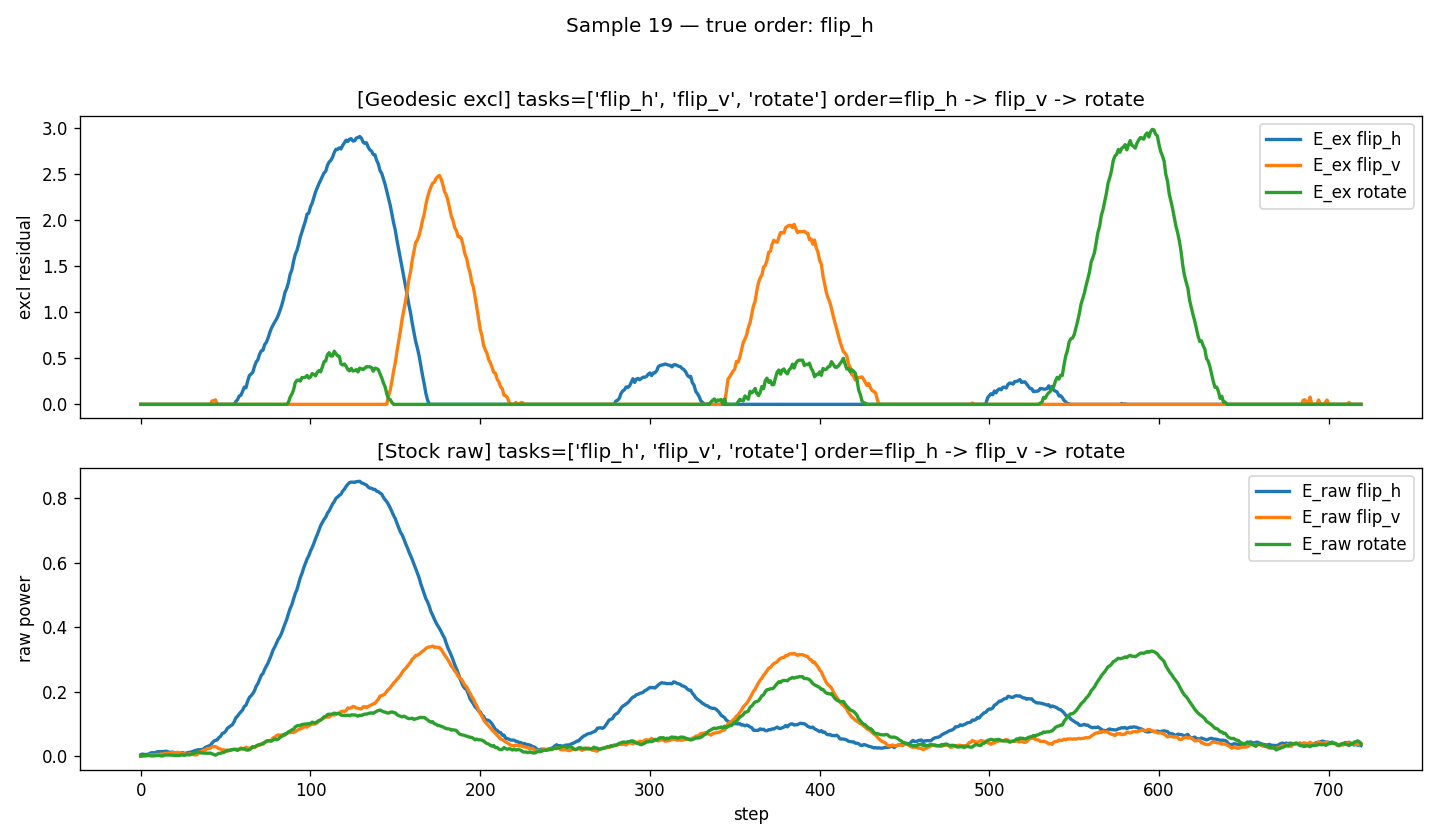 Sample 19 — true order: flip_h
[Geodesic excl] tasks=['flip_h', 'flip_v', 'rotate'] order=flip_h -> flip_v -> rotate
3.0
2.5
2.0
1.5
1.0
0.5
0.0
excl residual
E_ex flip_h
E_ex flip_v
E_ex rotate
[Stock raw] tasks=['flip_h', 'flip_v', 'rotate'] order=flip_h -> flip_v -> rotate
0.8
0.6
0.4
0.2
0.0
raw power
E_raw flip_h
E_raw flip_v
E_raw rotate
0 100 200 300 400 500 600 700
step